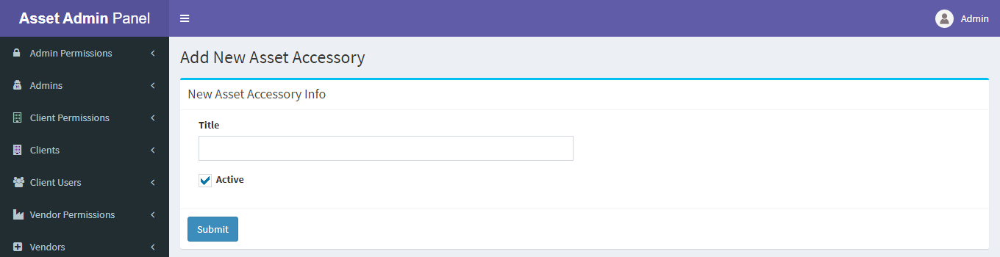 Asset Admin Panel
Admin
Admin Permissions
Admins
Client Permissions
Clients
Client Users
Vendor Permissions
Vendors
Add New Asset Accessory
New Asset Accessory Info
Title
Active
Submit